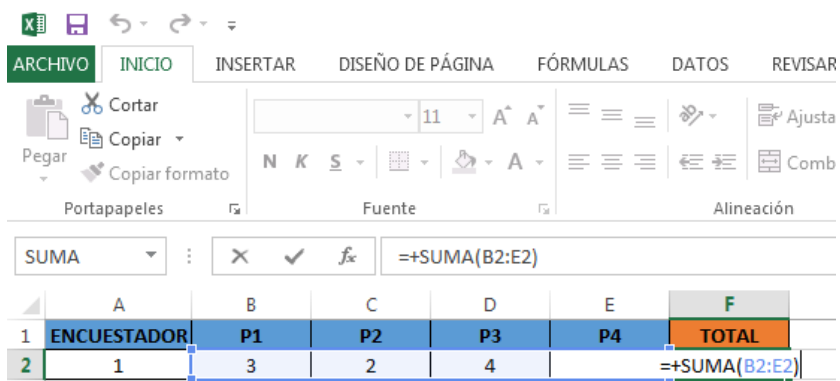 ARCHIVO INICIO INSERTAR DISEÑO DE PÁGINA FÓRMULAS DATOS REVISAR
Cortar
Copiar
Copiar formato
Pegar
11 A A Ajusta
N K S A Comb
Portapapeles Fuente Alineación
SUMA fx =+SUMA(B2:E2)
A B C D E F
1 ENCUESTADOR P1 P2 P3 P4 TOTAL
2 1 3 2 4 =+SUMA(B2:E2)